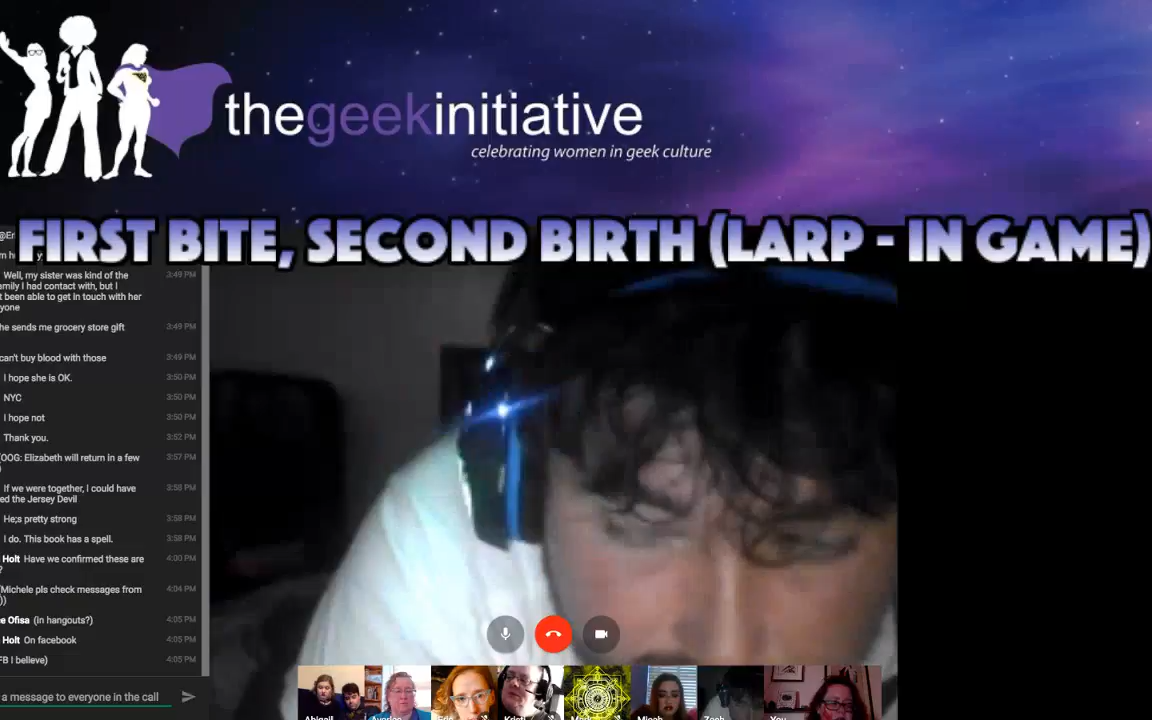 thegeekinitiative
celebrating women in geek culture
FIRST BITE, SECOND BIRTH (LARP - IN GAME)
@Er
Well, my sister was kind of the
amily I had contact with, but I
t been able to get in touch with her
yone
3:49 PM
he sends me grocery store gift
3:49 PM
can't buy blood with those
3:49 PM
I hope she is OK.
3:50 PM
NYC
3:50 PM
I hope not
3:50 PM
Thank you.
3:52 PM
OOG: Elizabeth will return in a few
)
3:57 PM
If we were together, I could have
ed the Jersey Devil
3:58 PM
He;s pretty strong
3:58 PM
I do. This book has a spell.
3:58 PM
Holt Have we confirmed these are
?
4:00 PM
(Michele pls check messages from
))
4:04 PM
e Ofisa (in hangouts?)
4:05 PM
Holt On facebook
4:05 PM
FB I believe)
4:05 PM
a message to everyone in the call
Abigail
Kristi
Zach
You